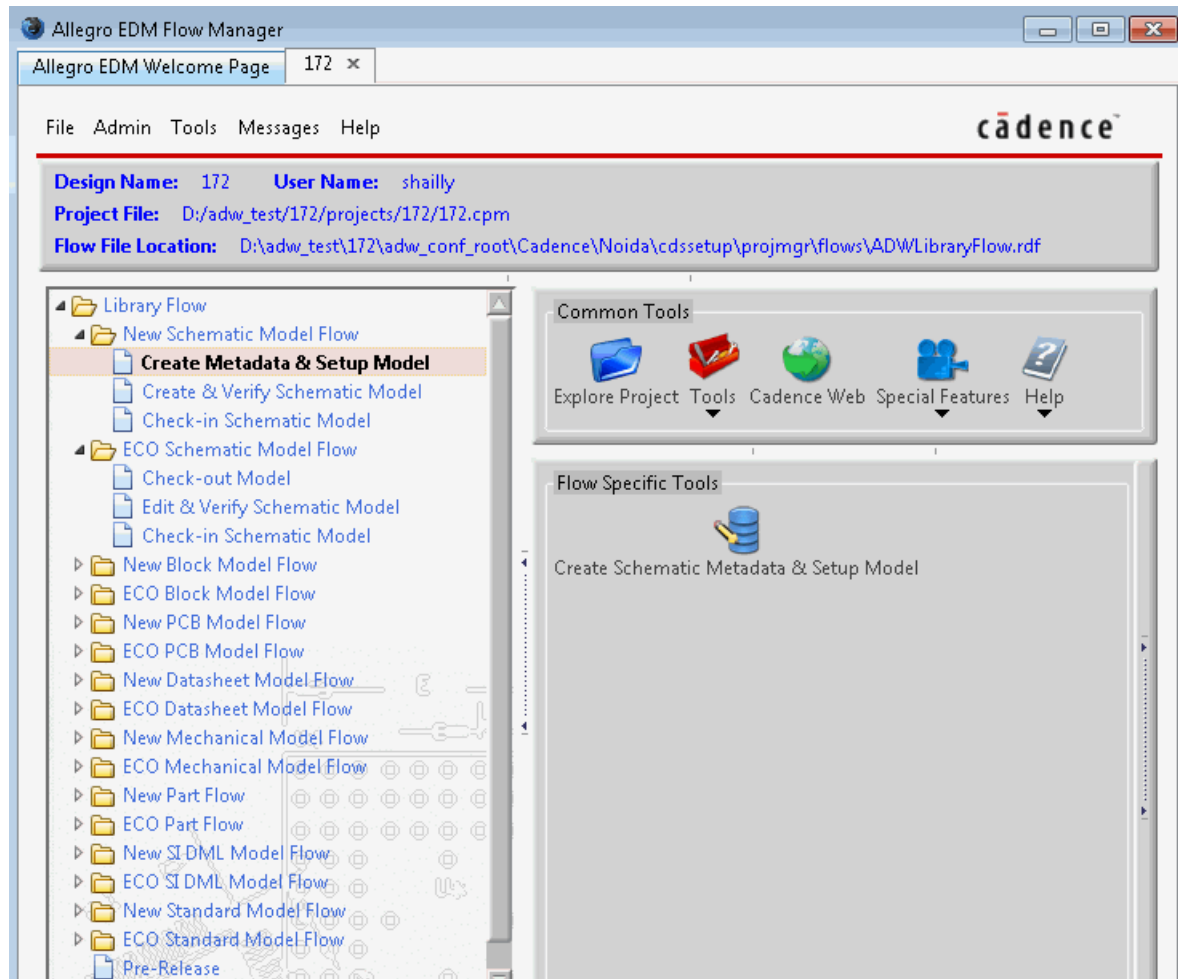 Allegro EDM Flow Manager
Allegro EDM Welcome Page 172
File Admin Tools Messages Help
cādence™
Design Name: 172 User Name: shailly
Project File: D:/adw_test/172/projects/172/172.cpm
Flow File Location: D:\adw_test\172\adw_conf_root\Cadence\Noida\cdssetup\projmgr\flows\ADWLibraryFlow.rdf
Library Flow
New Schematic Model Flow
Create Metadata & Setup Model
Create & Verify Schematic Model
Check-in Schematic Model
ECO Schematic Model Flow
Check-out Model
Edit & Verify Schematic Model
Check-in Schematic Model
New Block Model Flow
ECO Block Model Flow
New PCB Model Flow
ECO PCB Model Flow
New Datasheet Model Flow
ECO Datasheet Model Flow
New Mechanical Model Flow
ECO Mechanical Model Flow
New Part Flow
ECO Part Flow
New SI DML Model Flow
ECO SI DML Model Flow
New Standard Model Flow
ECO Standard Model Flow
Pre-Release
Common Tools
Explore Project Tools Cadence Web Special Features Help
Flow Specific Tools
Create Schematic Metadata & Setup Model